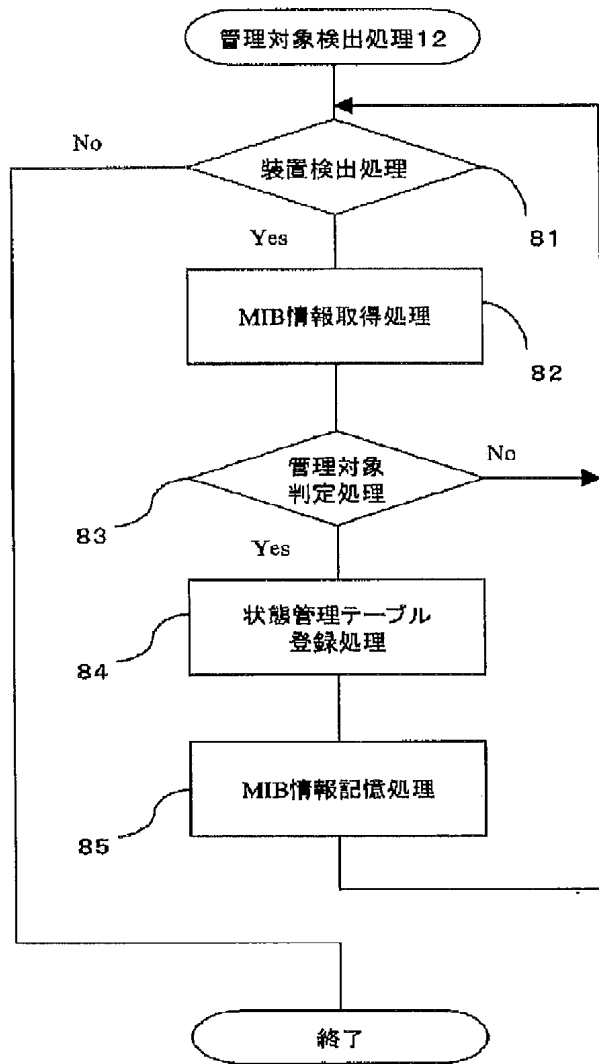 管理対象検出処理12
No
装置検出処理
81
Yes
MIB情報取得処理
82
管理対象
判定処理
No
83
Yes
状態管理テーブル
登録処理
84
MIB情報記憶処理
85
終了